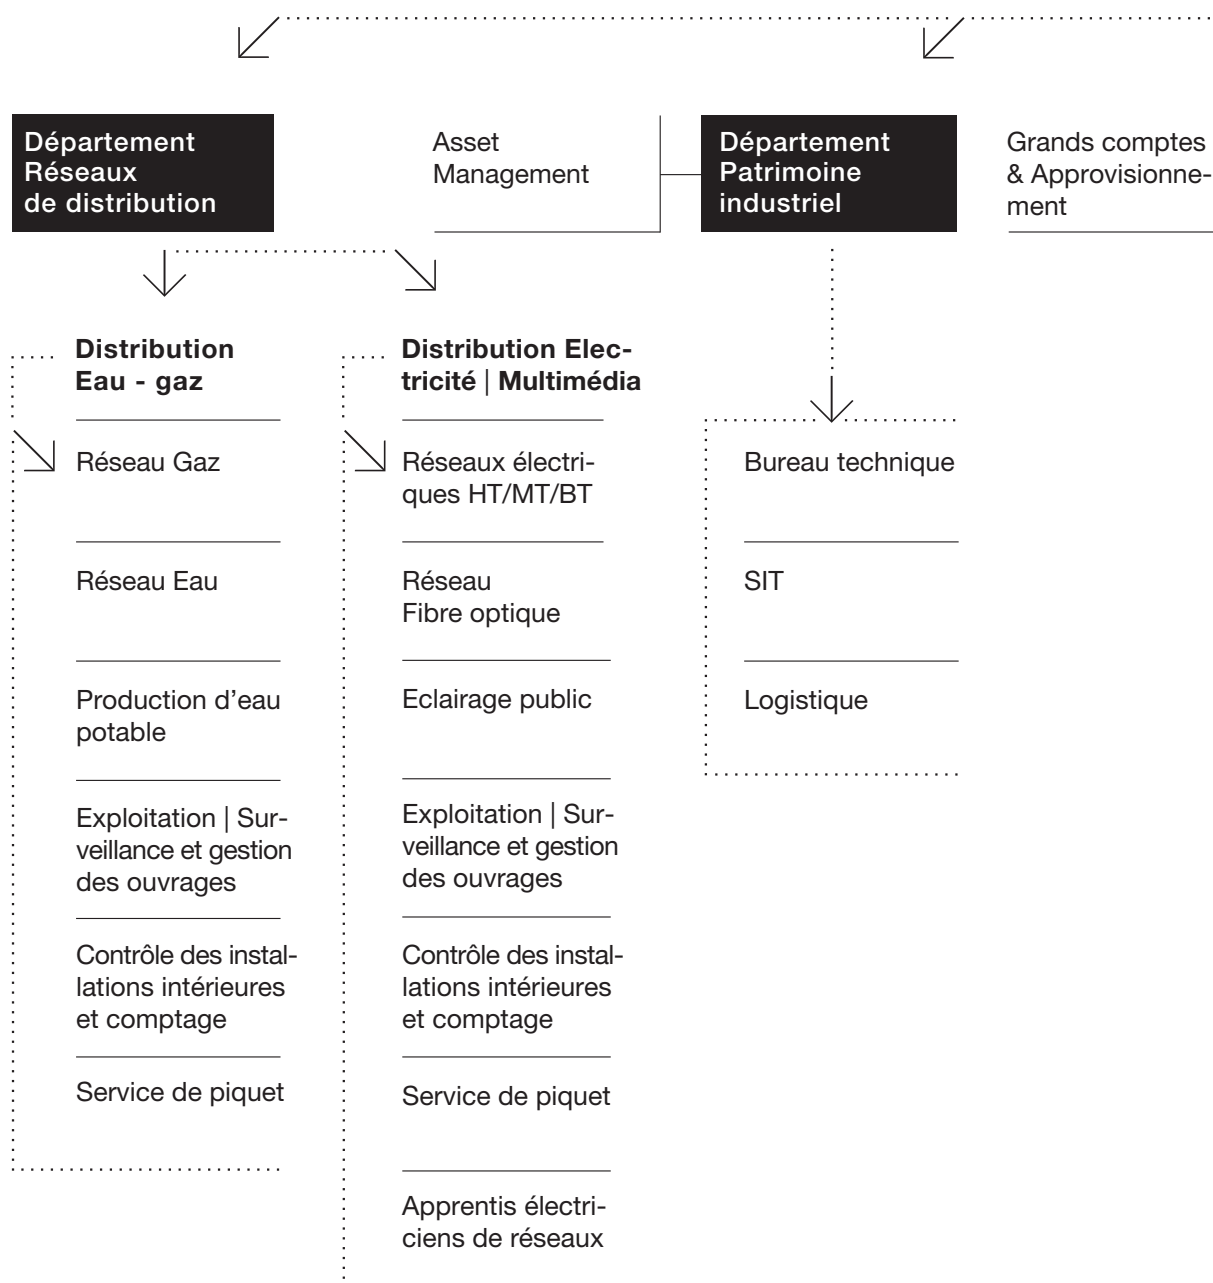 Département
Réseaux
de distribution
Asset
Management
Département
Patrimoine
industriel
Grands comptes
& Approvisionne-
ment
Distribution
Eau - gaz
Réseau Gaz
Réseau Eau
Production d’eau
potable
Exploitation | Sur-
veillance et gestion
des ouvrages
Contrôle des instal-
lations intérieures
et comptage
Service de piquet
Distribution Elec-
tricité | Multimédia
Réseaux électri-
ques HT/MT/BT
Réseau
Fibre optique
Eclairage public
Exploitation | Sur-
veillance et gestion
des ouvrages
Contrôle des instal-
lations intérieures
et comptage
Service de piquet
Apprentis électri-
ciens de réseaux
Bureau technique
SIT
Logistique